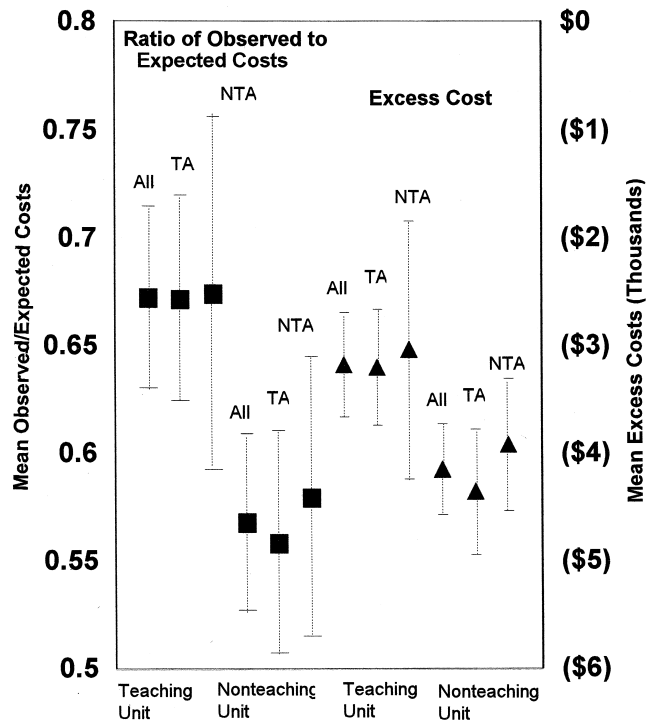 0.8
0.75
0.7
0.65
0.6
0.55
0.5
Mean Observed/Expected Costs
Ratio of Observed to
Expected Costs
Excess Cost
All
TA
NTA
All
TA
NTA
All
TA
NTA
All
TA
NTA
$0
($1)
($2)
($3)
($4)
($5)
($6)
Mean Excess Costs (Thousands)
Teaching
Unit
Nonteaching
Unit
Teaching
Unit
Nonteaching
Unit